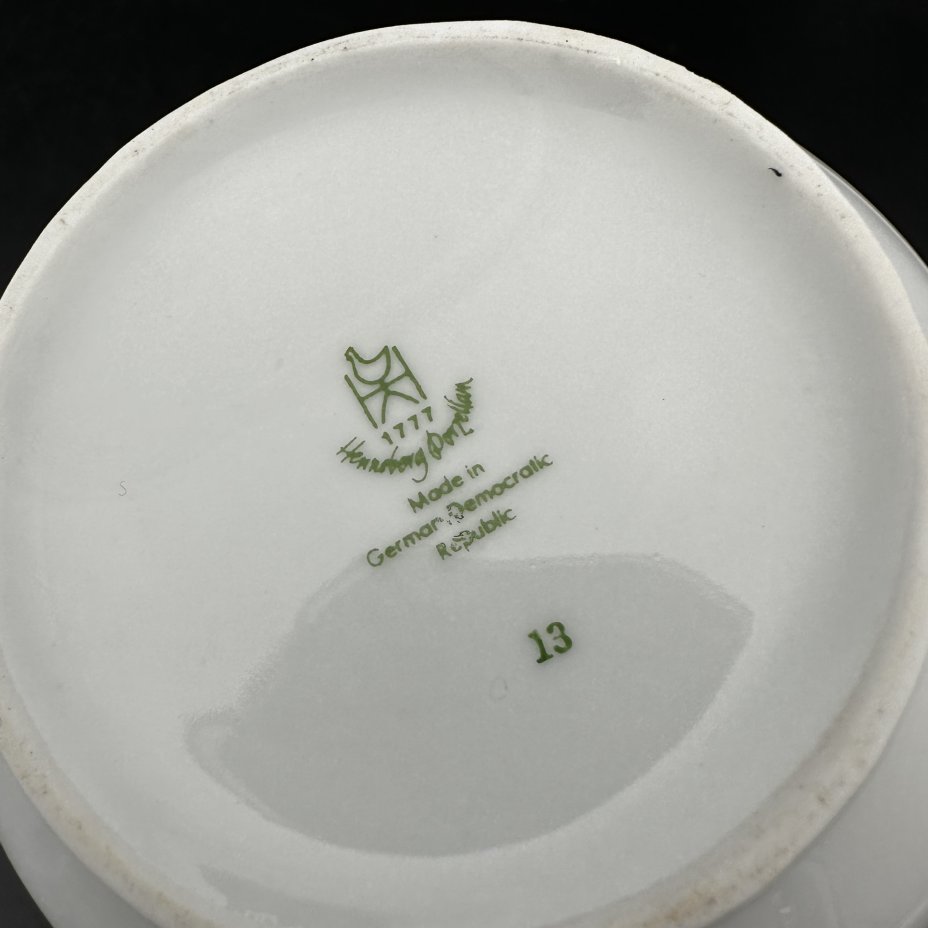 1777
Henneberg Porzellan
Made in
German Democratic
Republic
13